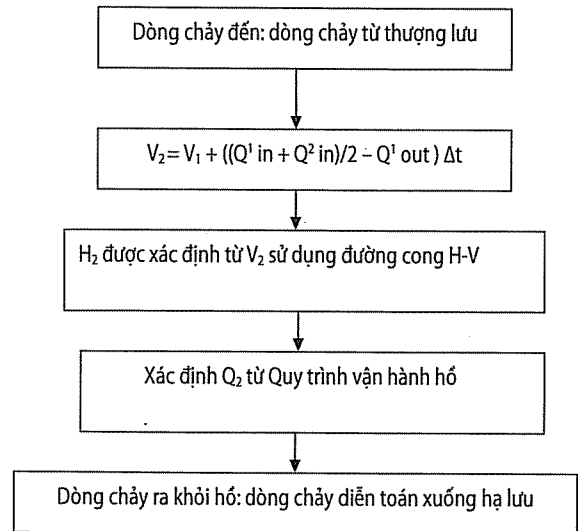 Dòng chảy đến: dòng chảy từ thượng lưu
V₂ = V₁ + ((Q¹ in + Q² in)/2 – Q¹ out ) Δt
H₂ được xác định từ V₂ sử dụng đường cong H-V
Xác định Q₂ từ Quy trình vận hành hồ
Dòng chảy ra khỏi hồ: dòng chảy diễn toán xuống hạ lưu